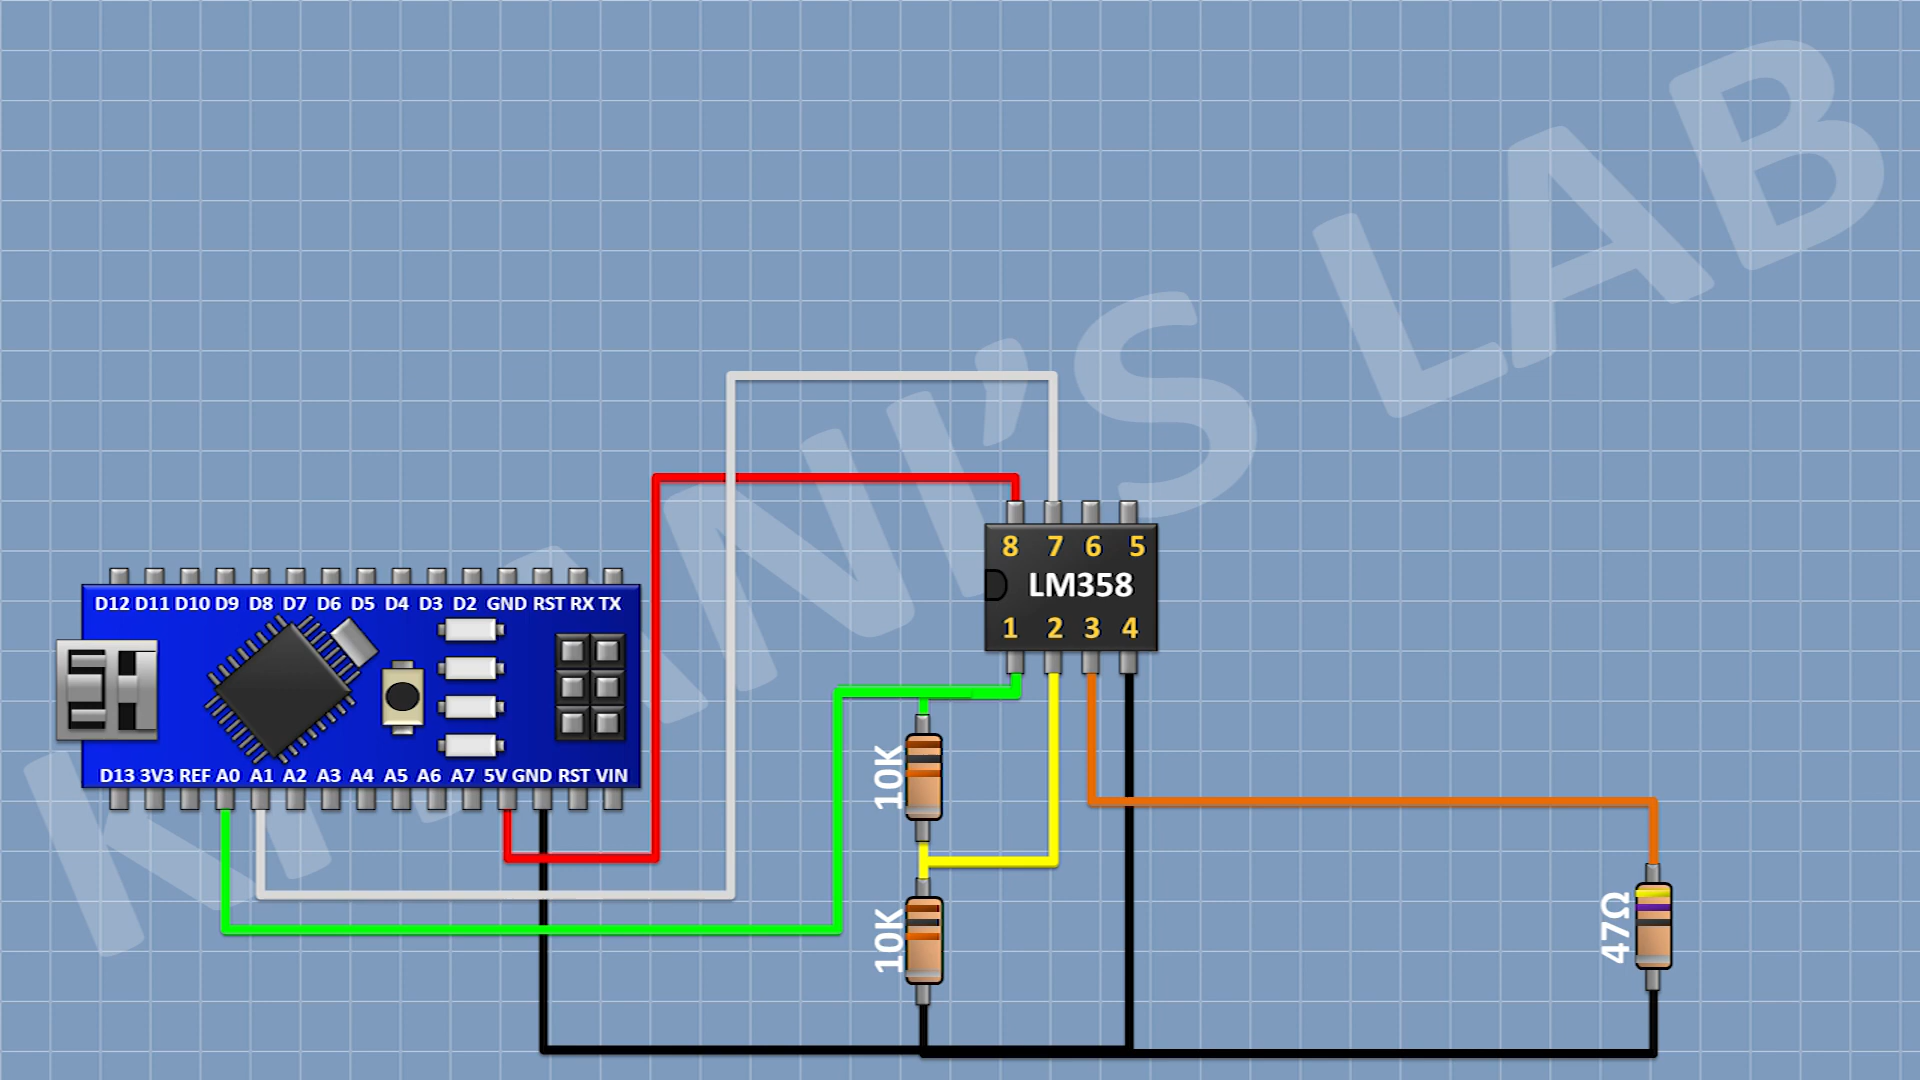 KHANI'S LAB
8 7 6 5
LM358
1 2 3 4
D12 D11 D10 D9 D8 D7 D6 D5 D4 D3 D2 GND RST RX TX
D13 3V3 REF A0 A1 A2 A3 A4 A5 A6 A7 5V GND RST VIN
10K
10K
47Ω